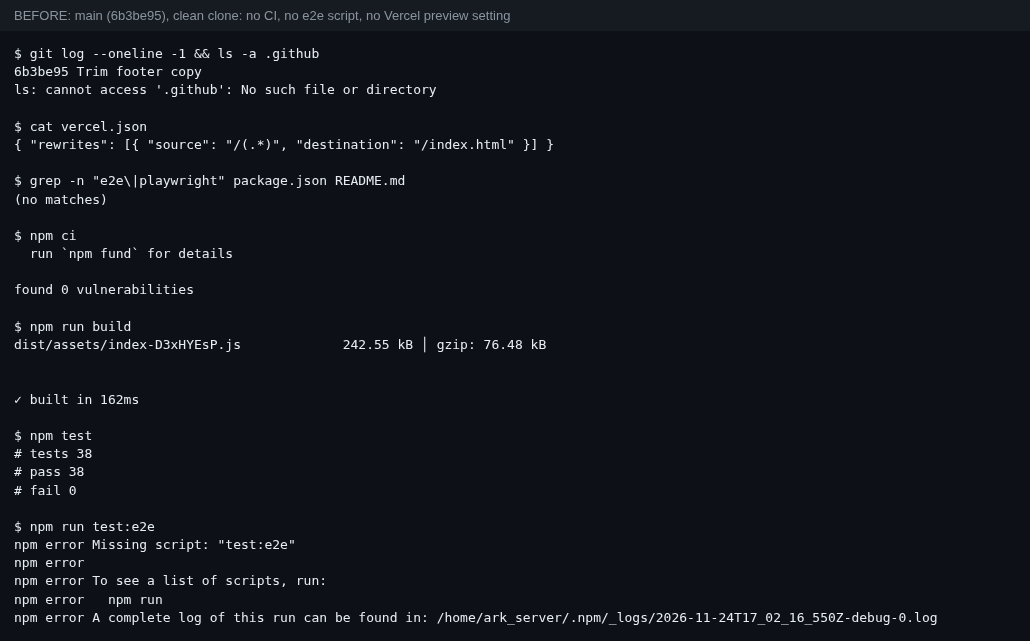 BEFORE: main (6b3be95), clean clone: no CI, no e2e script, no Vercel preview setting
$ git log --oneline -1 && ls -a .github
6b3be95 Trim footer copy
ls: cannot access '.github': No such file or directory
$ cat vercel.json
{ "rewrites": [{ "source": "/(.*)", "destination": "/index.html" }] }
$ grep -n "e2e\|playwright" package.json README.md
(no matches)
$ npm ci
  run `npm fund` for details
found 0 vulnerabilities
$ npm run build
dist/assets/index-D3xHYEsP.js             242.55 kB │ gzip: 76.48 kB
✓ built in 162ms
$ npm test
# tests 38
# pass 38
# fail 0
$ npm run test:e2e
npm error Missing script: "test:e2e"
npm error
npm error To see a list of scripts, run:
npm error   npm run
npm error A complete log of this run can be found in: /home/ark_server/.npm/_logs/2026-11-24T17_02_16_550Z-debug-0.log